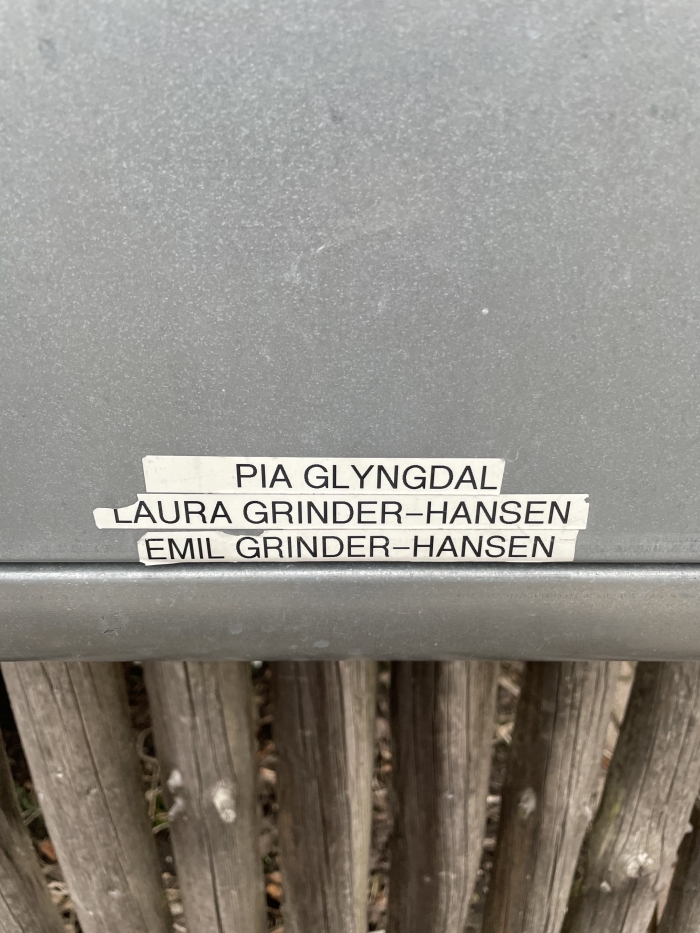 PIA GLYNGDAL
LAURA GRINDER-HANSEN
EMIL GRINDER-HANSEN